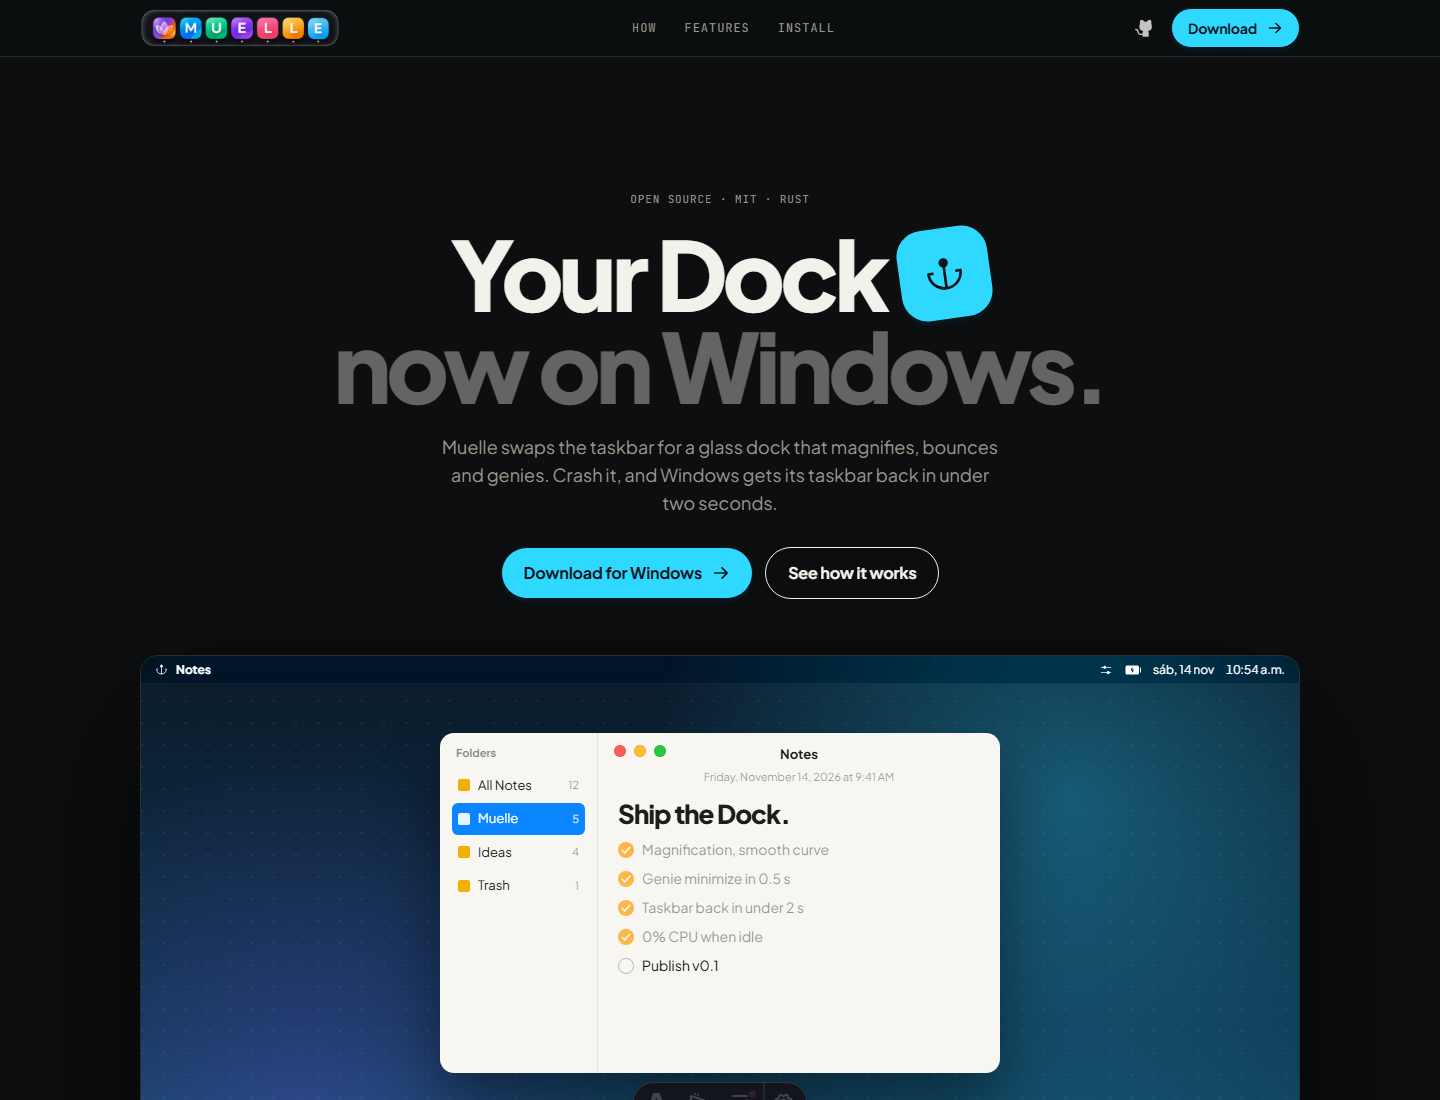 MUELLE
HOW
FEATURES
INSTALL
Download
OPEN SOURCE · MIT · RUST
Your Dock
now on Windows.
Muelle swaps the taskbar for a glass dock that magnifies, bounces
and genies. Crash it, and Windows gets its taskbar back in under
two seconds.
Download for Windows
See how it works
Notes
sáb, 14 nov
10:54 a.m.
Folders
All Notes 12
Muelle 5
Ideas 4
Trash 1
Notes
Friday, November 14, 2026 at 9:41 AM
Ship the Dock.
Magnification, smooth curve
Genie minimize in 0.5 s
Taskbar back in under 2 s
0% CPU when idle
Publish v0.1